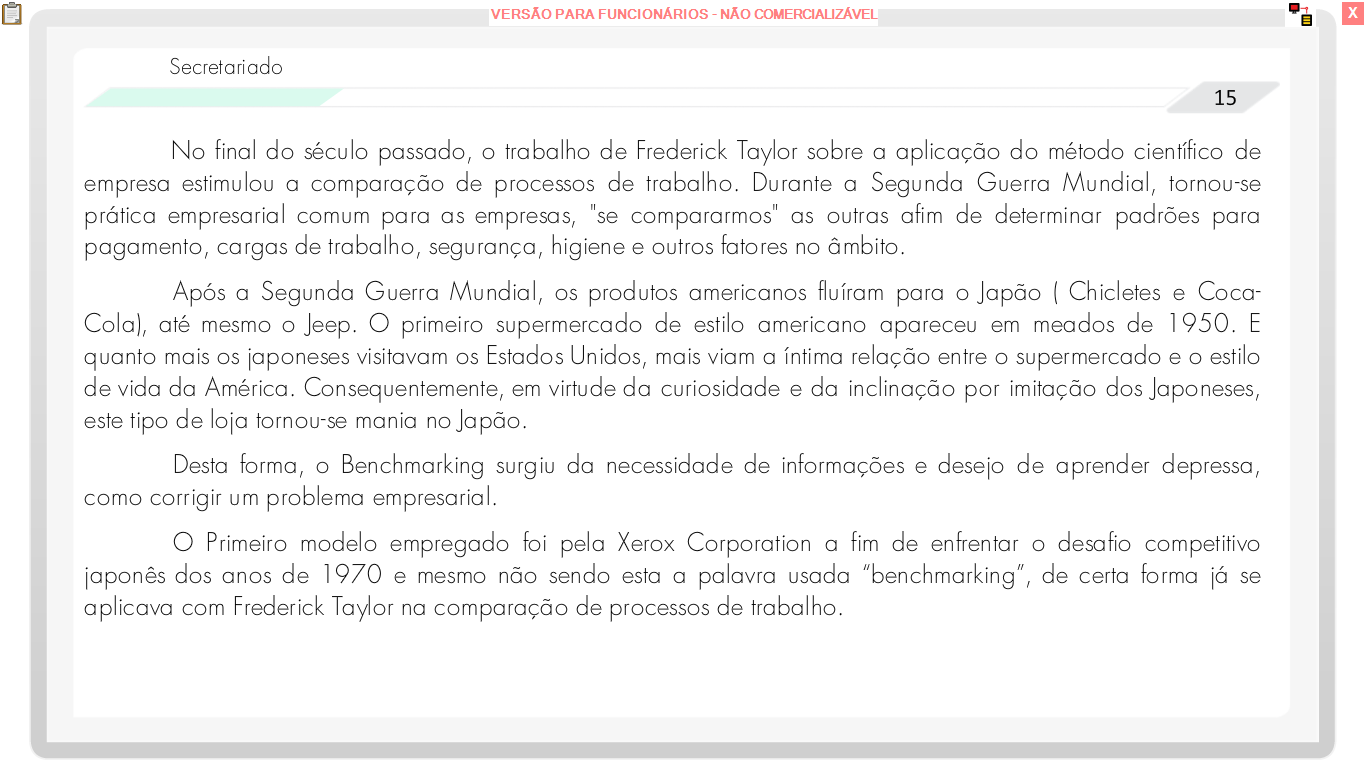 VERSÃO PARA FUNCIONÁRIOS - NÃO COMERCIALIZÁVEL
X
Secretariado
15
No final do século passado, o trabalho de Frederick Taylor sobre a aplicação do método científico de
empresa estimulou a comparação de processos de trabalho. Durante a Segunda Guerra Mundial, tornou-se
prática empresarial comum para as empresas, "se compararmos" as outras afim de determinar padrões para
pagamento, cargas de trabalho, segurança, higiene e outros fatores no âmbito.
Após a Segunda Guerra Mundial, os produtos americanos fluíram para o Japão ( Chicletes e Coca-
Cola), até mesmo o Jeep. O primeiro supermercado de estilo americano apareceu em meados de 1950. E
quanto mais os japoneses visitavam os Estados Unidos, mais viam a íntima relação entre o supermercado e o estilo
de vida da América. Consequentemente, em virtude da curiosidade e da inclinação por imitação dos Japoneses,
este tipo de loja tornou-se mania no Japão.
Desta forma, o Benchmarking surgiu da necessidade de informações e desejo de aprender depressa,
como corrigir um problema empresarial.
O Primeiro modelo empregado foi pela Xerox Corporation a fim de enfrentar o desafio competitivo
japonês dos anos de 1970 e mesmo não sendo esta a palavra usada “benchmarking”, de certa forma já se
aplicava com Frederick Taylor na comparação de processos de trabalho.